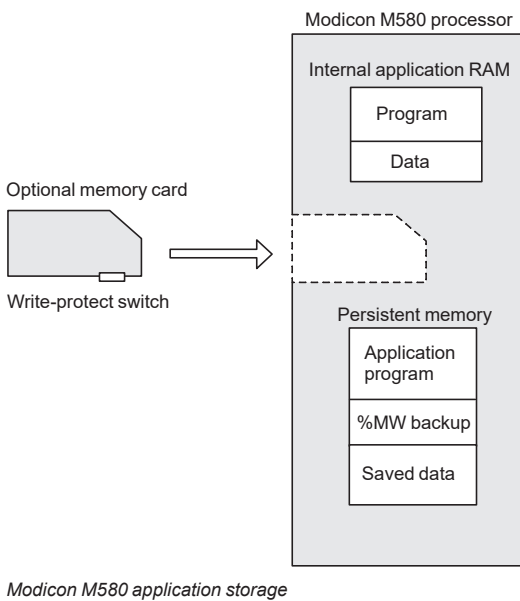 Modicon M580 processor
Internal application RAM
Program
Data
Optional memory card
Write-protect switch
Persistent memory
Application
program
%MW backup
Saved data
Modicon M580 application storage